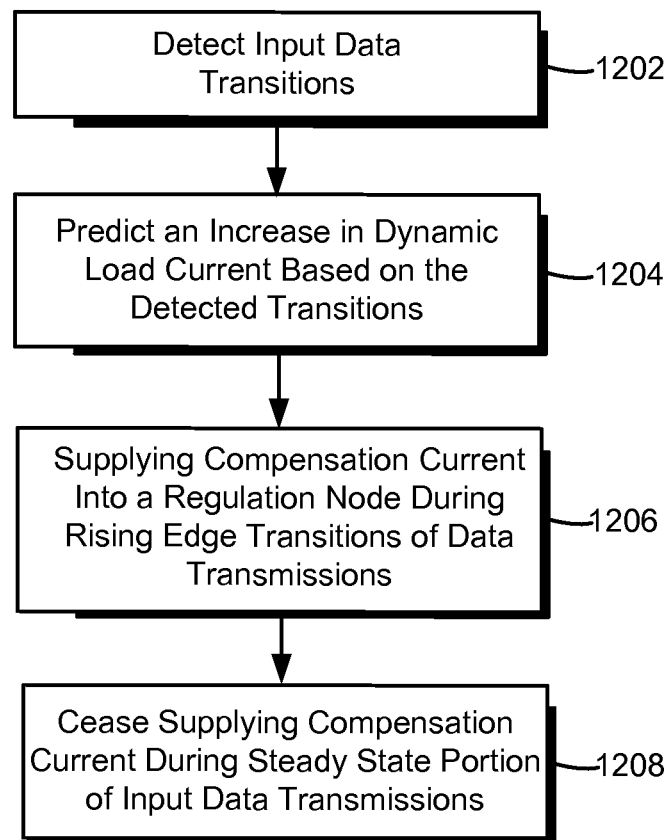 Detect Input Data
Transitions
1202
Predict an Increase in Dynamic
Load Current Based on the
Detected Transitions
1204
Supplying Compensation Current
Into a Regulation Node During
Rising Edge Transitions of Data
Transmissions
1206
Cease Supplying Compensation
Current During Steady State Portion
of Input Data Transmissions
1208